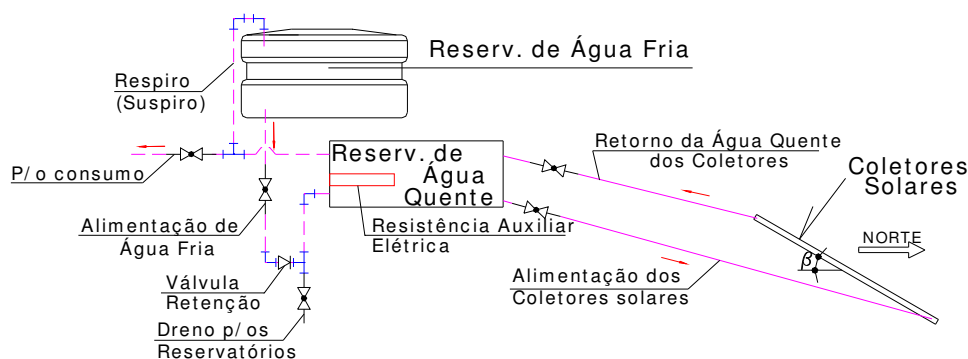 Reserv. de Água Fria
Respiro
(Suspiro)
P/ o consumo
Reserv. de
Água
Quente
Retorno da Água Quente
dos Coletores
Coletores
Solares
Alimentação de
Água Fria
Resistência Auxiliar
Elétrica
NORTE
β
Válvula
Retenção
Alimentação dos
Coletores solares
Dreno p/ os
Reservatórios